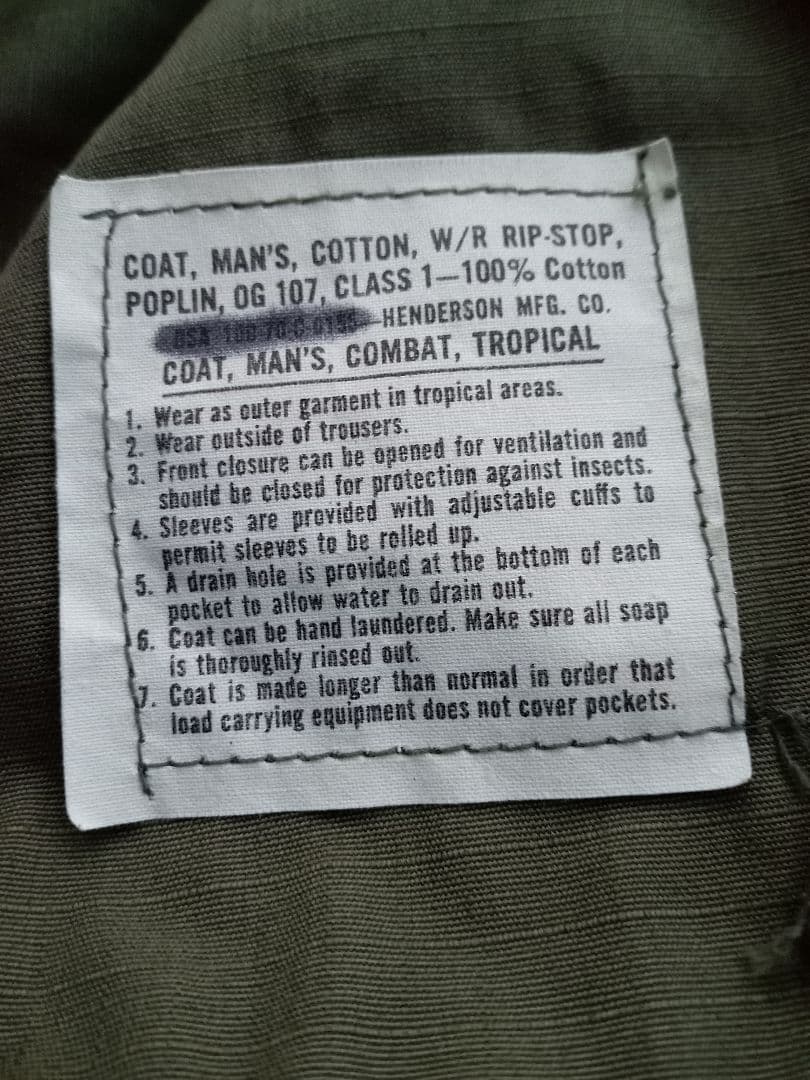 COAT, MAN'S, COTTON, W/R RIP-STOP,
POPLIN, OG 107, CLASS 1—100% Cotton
HENDERSON MFG. CO.
COAT, MAN'S, COMBAT, TROPICAL
1. Wear as outer garment in tropical areas.
2. Wear outside of trousers.
3. Front closure can be opened for ventilation and
should be closed for protection against insects.
4. Sleeves are provided with adjustable cuffs to
permit sleeves to be rolled up.
5. A drain hole is provided at the bottom of each
pocket to allow water to drain out.
6. Coat can be hand laundered. Make sure all soap
is thoroughly rinsed out.
7. Coat is made longer than normal in order that
load carrying equipment does not cover pockets.